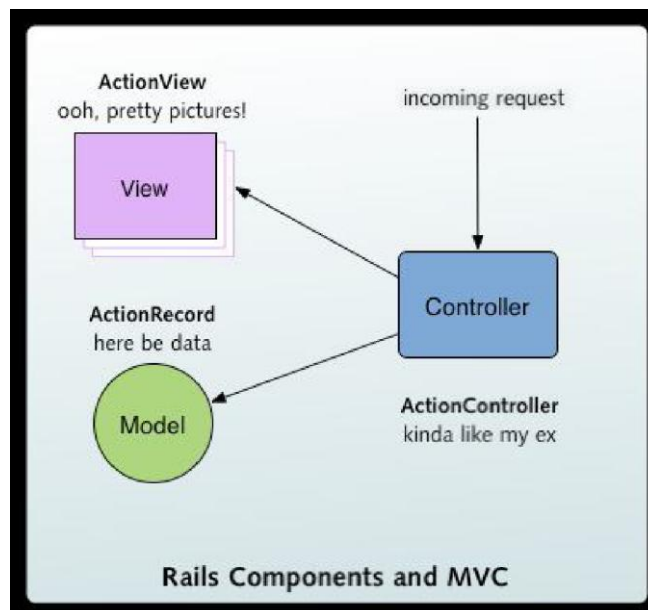 ActionView
ooh, pretty pictures!
View
incoming request
Controller
ActionRecord
here be data
Model
ActionController
kinda like my ex
Rails Components and MVC